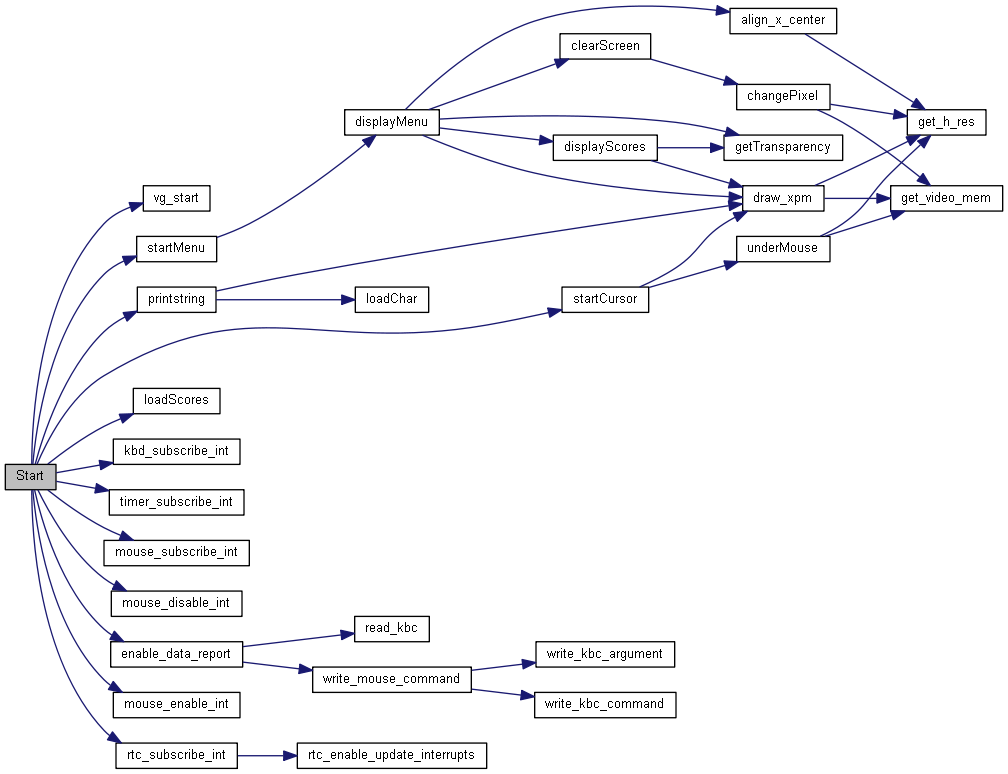 align_x_center
clearScreen
changePixel
displayMenu
get_h_res
displayScores
getTransparency
vg_start
draw_xpm
get_video_mem
startMenu
underMouse
printstring
loadChar
startCursor
loadScores
kbd_subscribe_int
Start
timer_subscribe_int
mouse_subscribe_int
mouse_disable_int
read_kbc
enable_data_report
write_kbc_argument
write_mouse_command
mouse_enable_int
write_kbc_command
rtc_subscribe_int
rtc_enable_update_interrupts